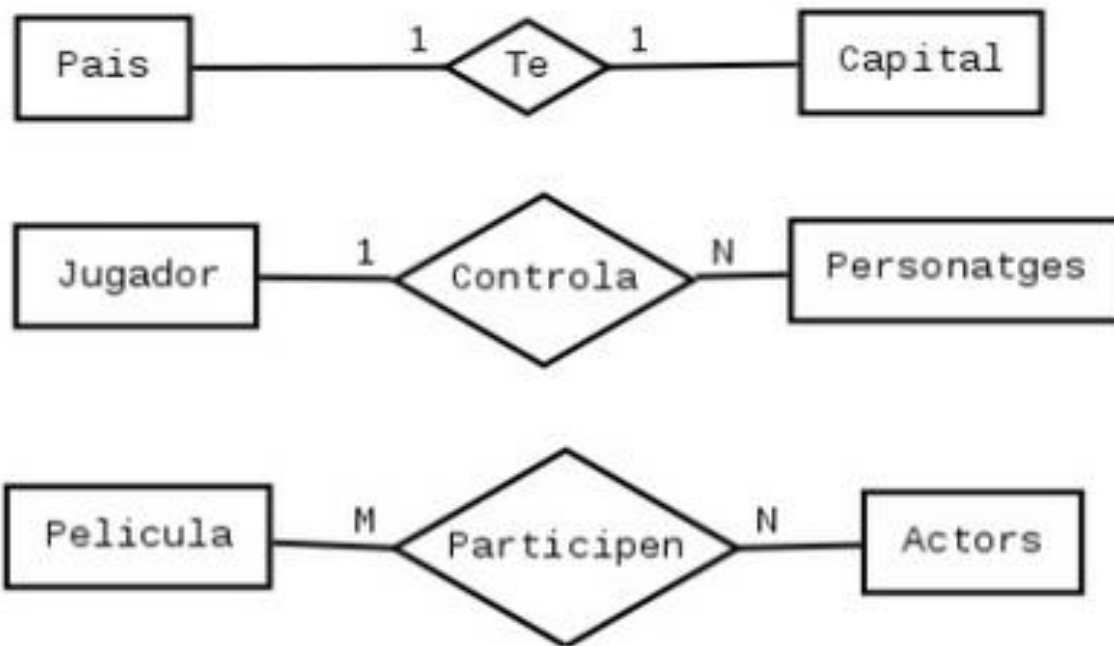 Pais 1 Te 1 Capital
Jugador 1 Controla N Personatges
Pelicula M Participen N Actors